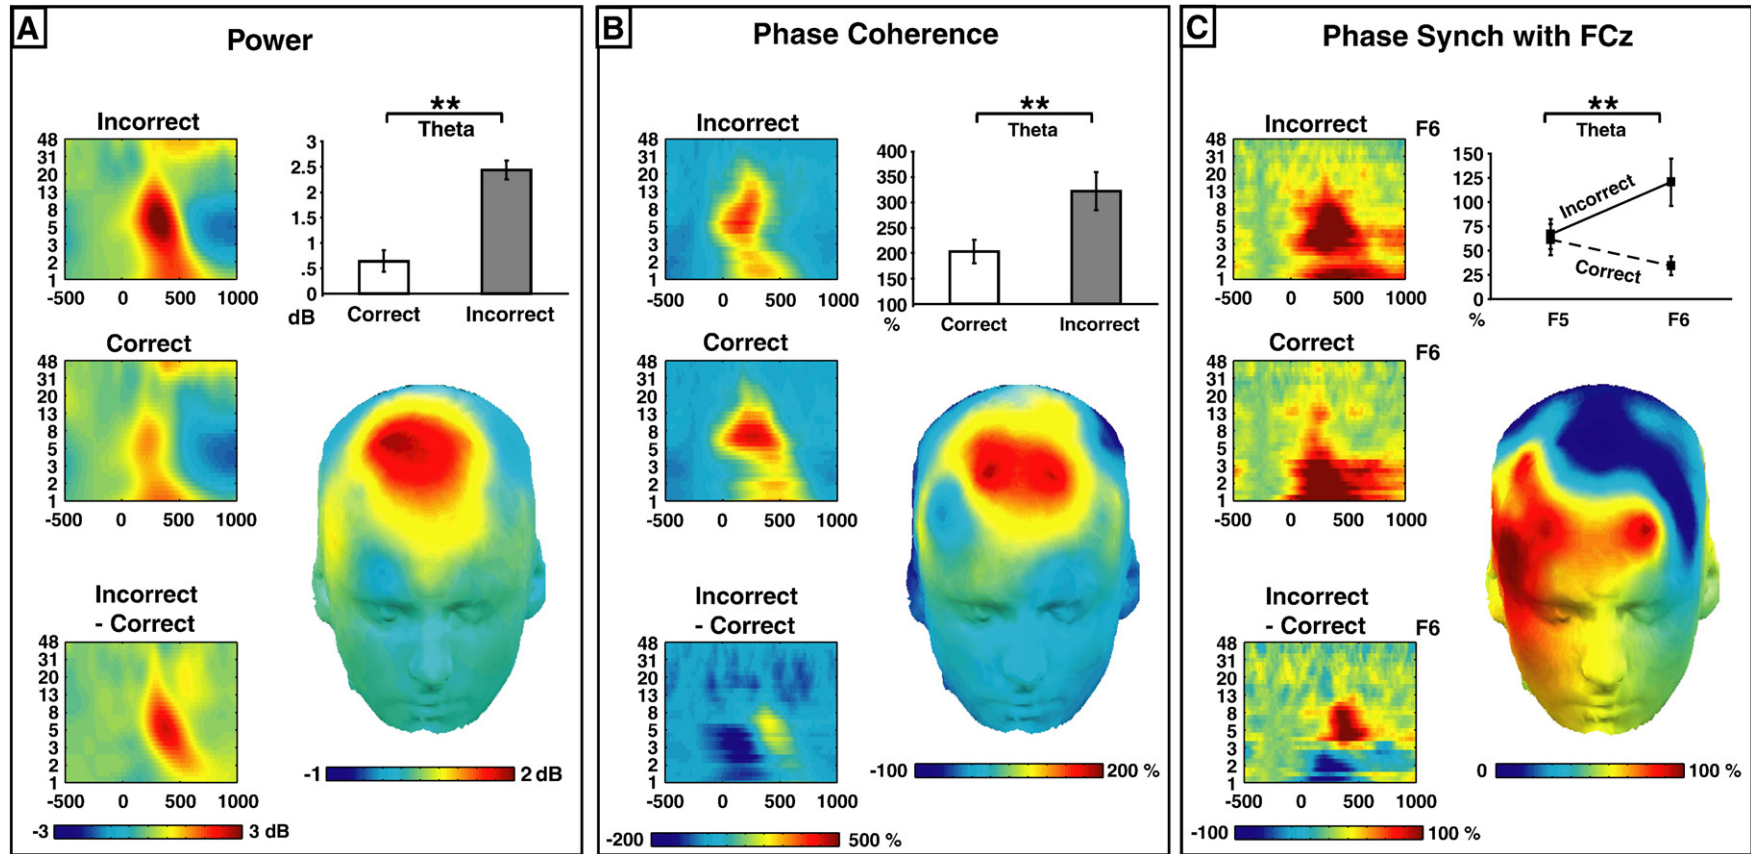 A
Power
Incorrect
48
31
20
13
8
5
3
2
1
-500 0 500 1000
**
Theta
3
2.5
2
1.5
1
.5
0
dB Correct Incorrect
Correct
48
31
20
13
8
5
3
2
1
-500 0 500 1000
Incorrect
- Correct
48
31
20
13
8
5
3
2
1
-500 0 500 1000
-1 2 dB
-3 3 dB
B
Phase Coherence
Incorrect
48
31
20
13
8
5
3
2
1
-500 0 500 1000
**
Theta
400
350
300
250
200
150
100
% Correct Incorrect
Correct
48
31
20
13
8
5
3
2
1
-500 0 500 1000
Incorrect
- Correct
48
31
20
13
8
5
3
2
1
-500 0 500 1000
-100 200 %
-200 500 %
C
Phase Synch with FCz
Incorrect F6
48
31
20
13
8
5
3
2
1
-500 0 500 1000
**
Theta
150
125
100
75
50
25
0
Incorrect
Correct
% F5 F6
Correct F6
48
31
20
13
8
5
3
2
1
-500 0 500 1000
Incorrect
- Correct F6
48
31
20
13
8
5
3
2
1
-500 0 500 1000
0 100 %
-100 100 %